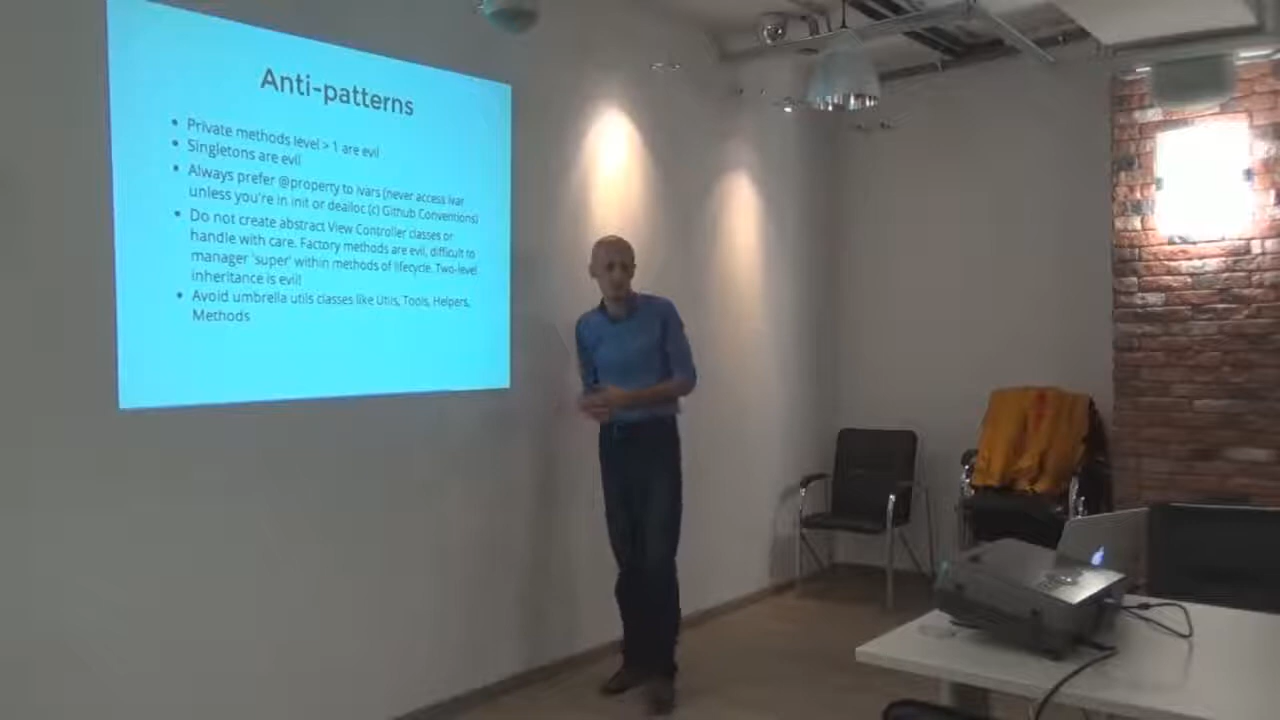 Anti-patterns
• Private methods level > 1 are evil
• Singletons are evil
• Always prefer @property to ivars (never access ivar
unless you're in init or dealloc (c) Github Conventions)
• Do not create abstract View Controller classes or
handle with care. Factory methods are evil, difficult to
manager 'super' within methods of lifecycle. Two-level
inheritance is evil!
• Avoid umbrella utils classes like Utils, Tools, Helpers,
Methods